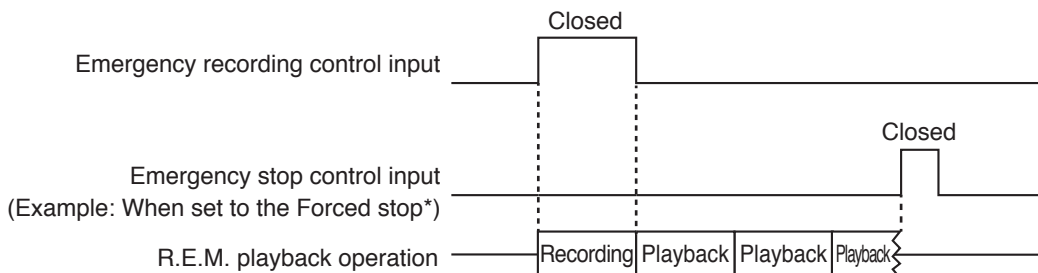 Closed
Emergency recording control input
Closed
Emergency stop control input
(Example: When set to the Forced stop*)
R.E.M. playback operation
Recording
Playback
Playback
Playback